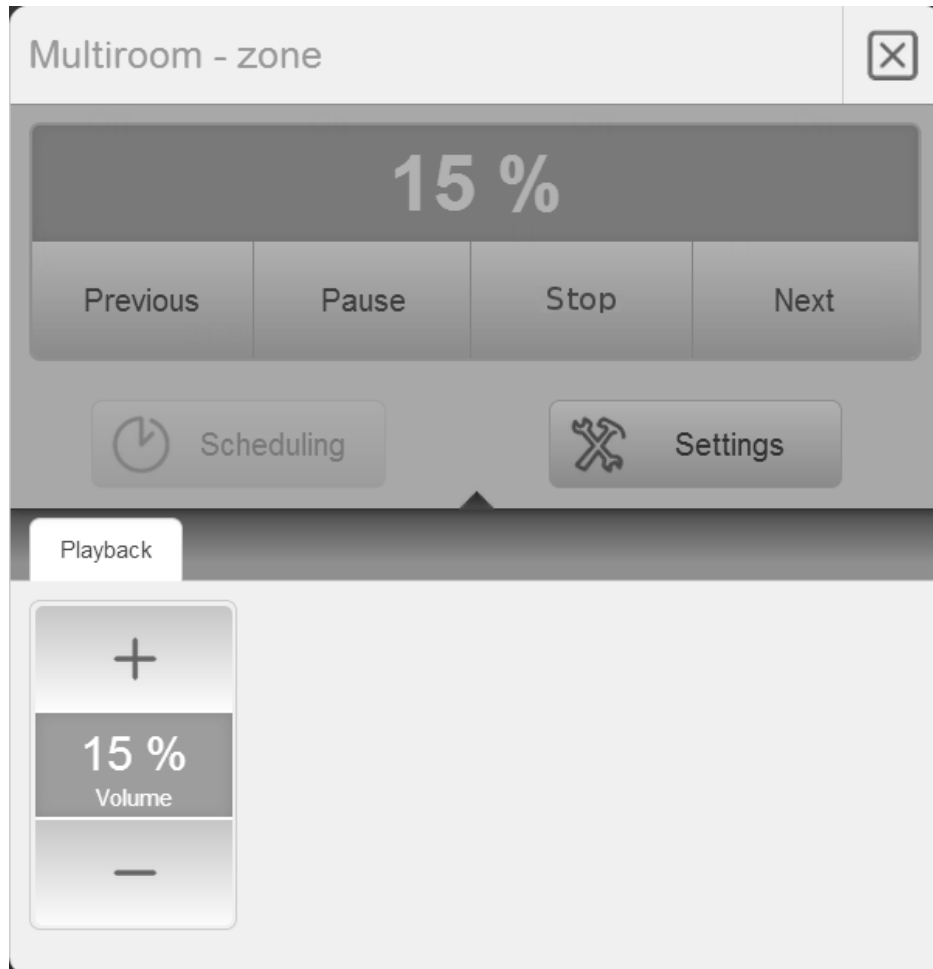 Multiroom - zone
15 %
Previous Pause Stop Next
Scheduling Settings
Playback
+
15 %
Volume
−